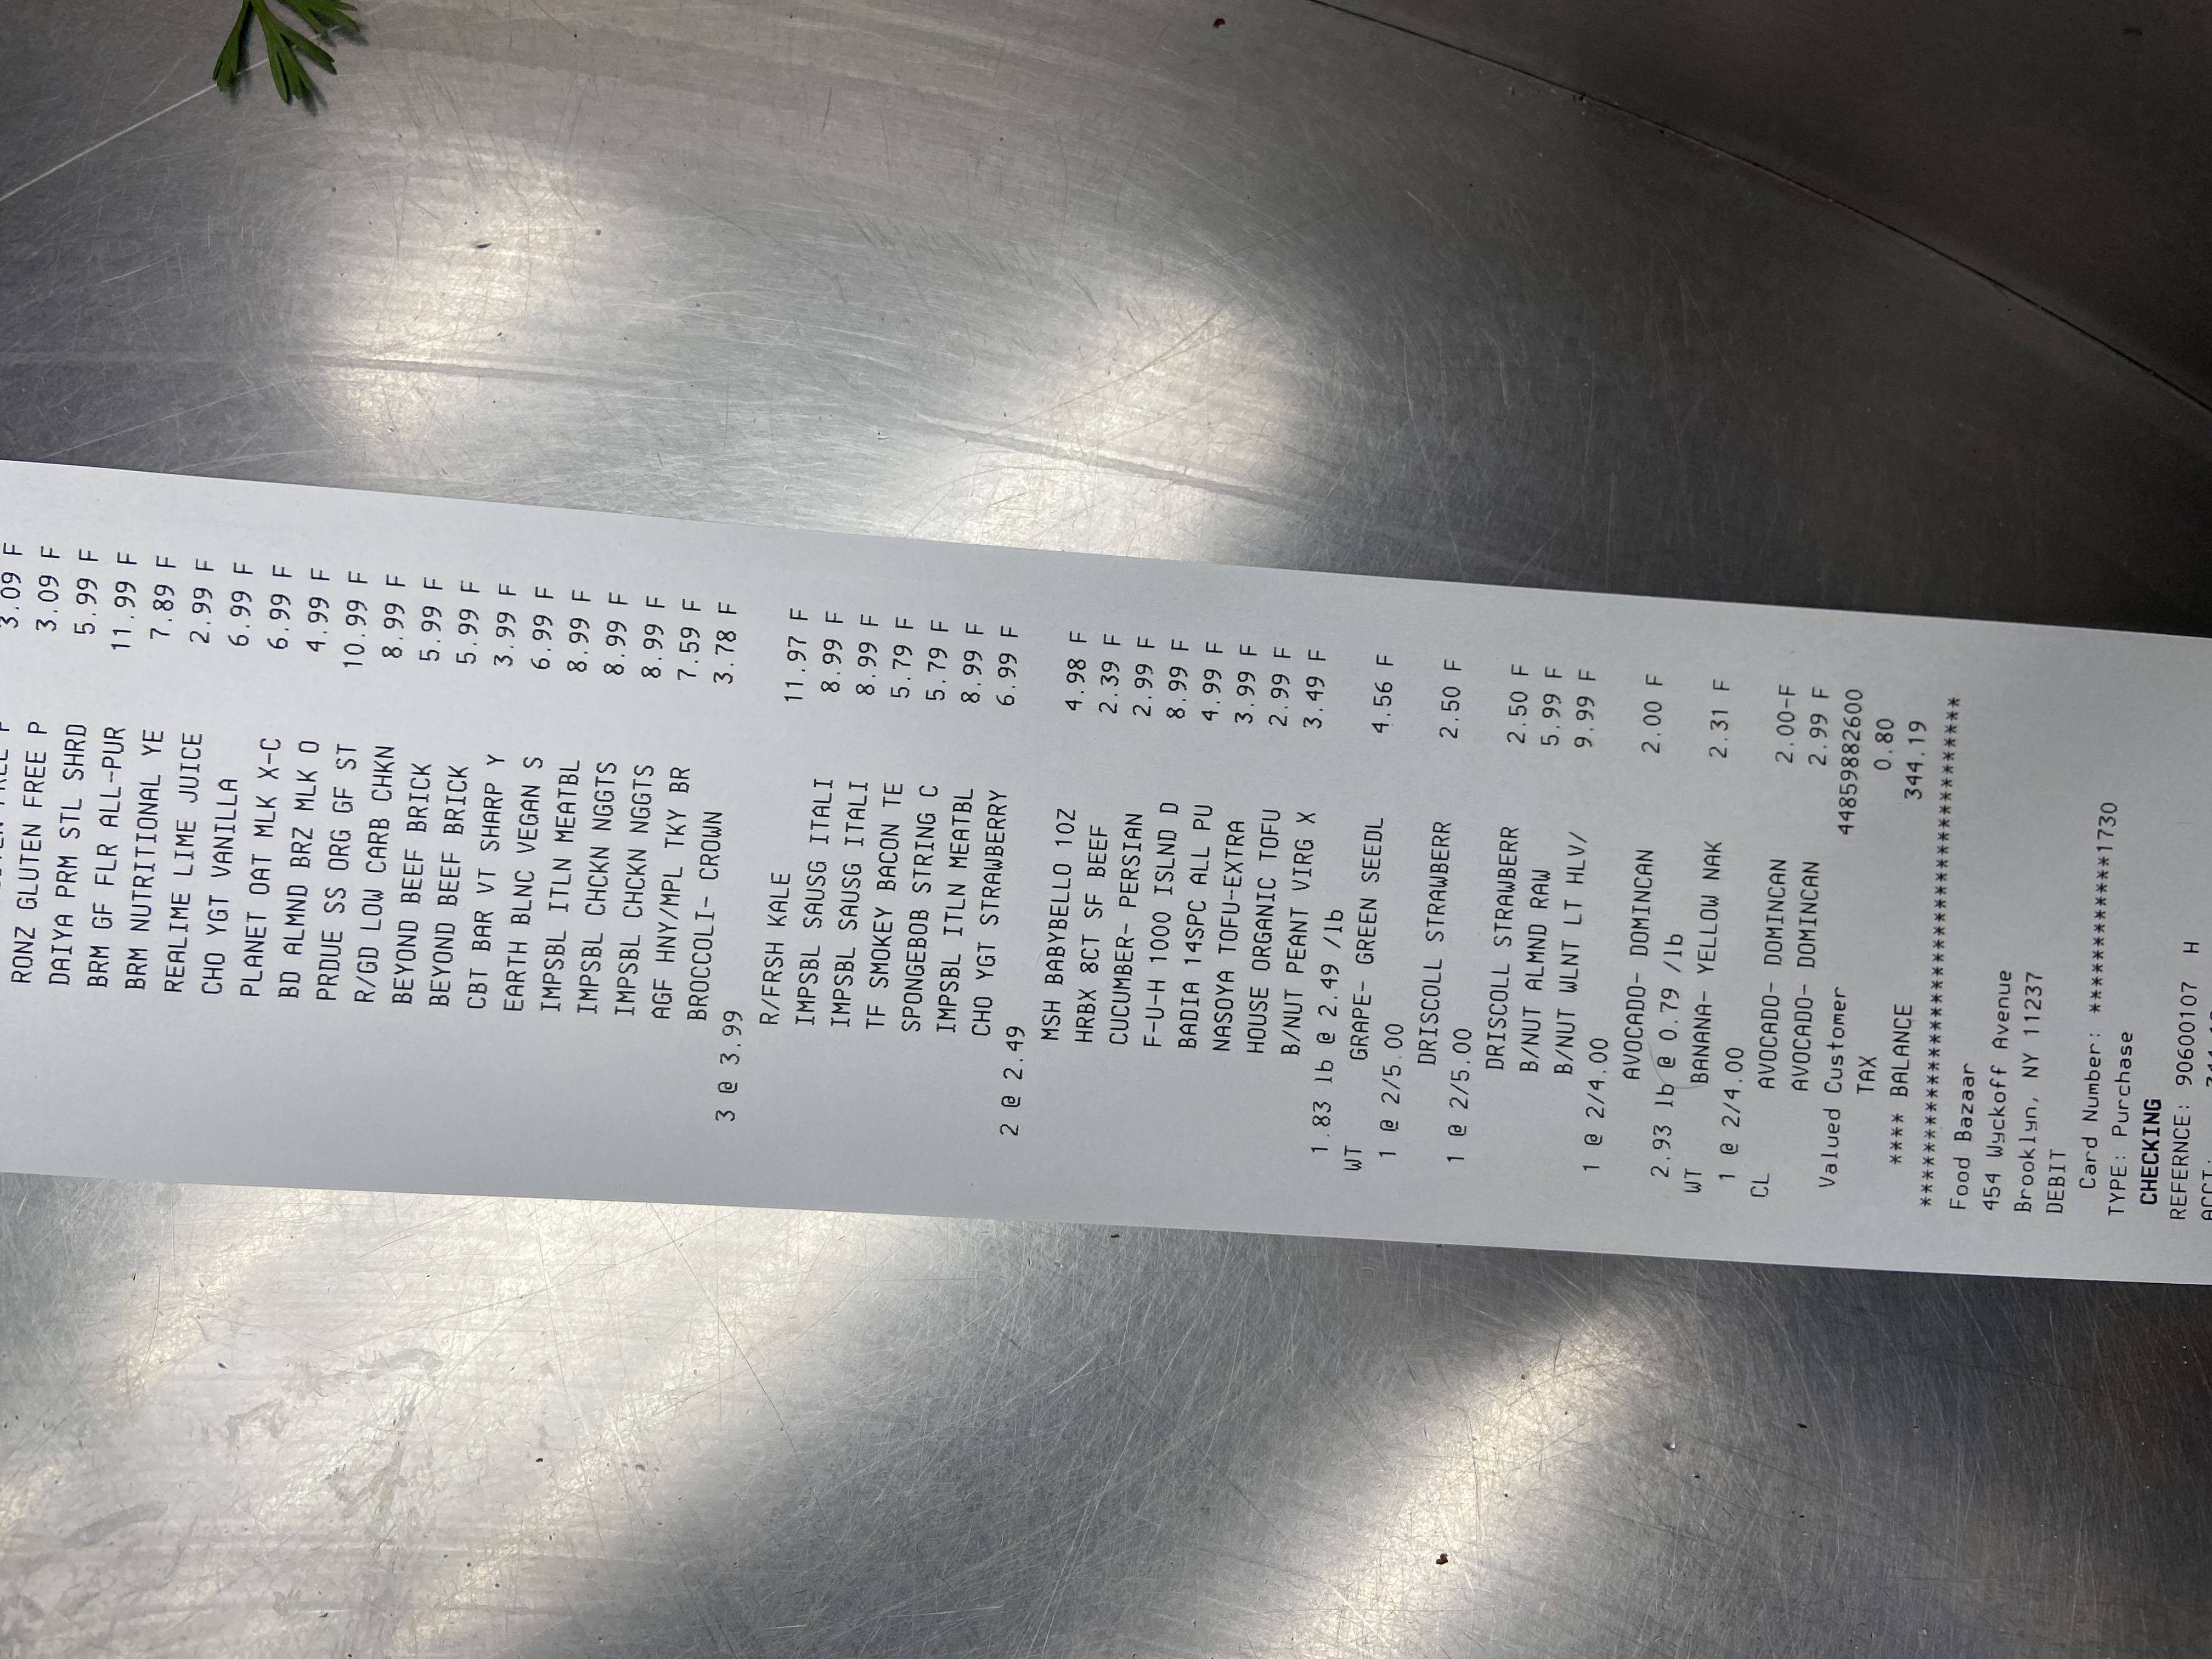 FREE P 3.09 F
RONZ GLUTEN FREE P 3.09 F
DAIYA PRM STL SHRD 5.99 F
BRM GF FLR ALL-PUR 11.99 F
BRM NUTRITIONAL YE 7.89 F
REALIME LIME JUICE 2.99 F
CHO YGT VANILLA 6.99 F
PLANET OAT MLK X-C 6.99 F
BD ALMND BRZ MLK O 4.99 F
PRDUE SS ORG GF ST 10.99 F
R/GD LOW CARB CHKN 8.99 F
BEYOND BEEF BRICK 5.99 F
BEYOND BEEF BRICK 5.99 F
CBT BAR VT SHARP Y 3.99 F
EARTH BLNC VEGAN S 6.99 F
IMPSBL ITLN MEATBL 8.99 F
IMPSBL CHCKN NGGTS 8.99 F
IMPSBL CHCKN NGGTS 8.99 F
AGF HNY/MPL TKY BR 7.59 F
BROCCOLI- CROWN 3.78 F
3 @ 3.99
R/FRSH KALE 11.97 F
IMPSBL SAUSG ITALI 8.99 F
IMPSBL SAUSG ITALI 8.99 F
TF SMOKEY BACON TE 5.79 F
SPONGEBOB STRING C 5.79 F
IMPSBL ITLN MEATBL 8.99 F
CHO YGT STRAWBERRY 6.99 F
2 @ 2.49
MSH BABYBELLO 10Z 4.98 F
HRBX 8CT SF BEEF 2.39 F
CUCUMBER- PERSIAN 2.99 F
F-U-H 1000 ISLND D 8.99 F
BADIA 14SPC ALL PU 4.99 F
NASOYA TOFU-EXTRA 3.99 F
HOUSE ORGANIC TOFU 2.99 F
B/NUT PEANT VIRG X 3.49 F
1.83 lb @ 2.49 /lb
WT GRAPE- GREEN SEEDL 4.56 F
1 @ 2/5.00
DRISCOLL STRAWBERR 2.50 F
1 @ 2/5.00
DRISCOLL STRAWBERR 2.50 F
B/NUT ALMND RAW 5.99 F
B/NUT WLNT LT HLV/ 9.99 F
1 @ 2/4.00
AVOCADO- DOMINCAN 2.00 F
2.93 lb @ 0.79 /lb
WT BANANA- YELLOW NAK 2.31 F
1 @ 2/4.00
CL AVOCADO- DOMINCAN 2.00-F
AVOCADO- DOMINCAN 2.99 F
Valued Customer 44859882600
TAX 0.80
**** BALANCE 344.19
***************************************
Food Bazaar
454 Wyckoff Avenue
Brooklyn, NY 11237
DEBIT
Card Number: ************1730
TYPE: Purchase
CHECKING
REFERNCE: 90600107 H
ACCT: